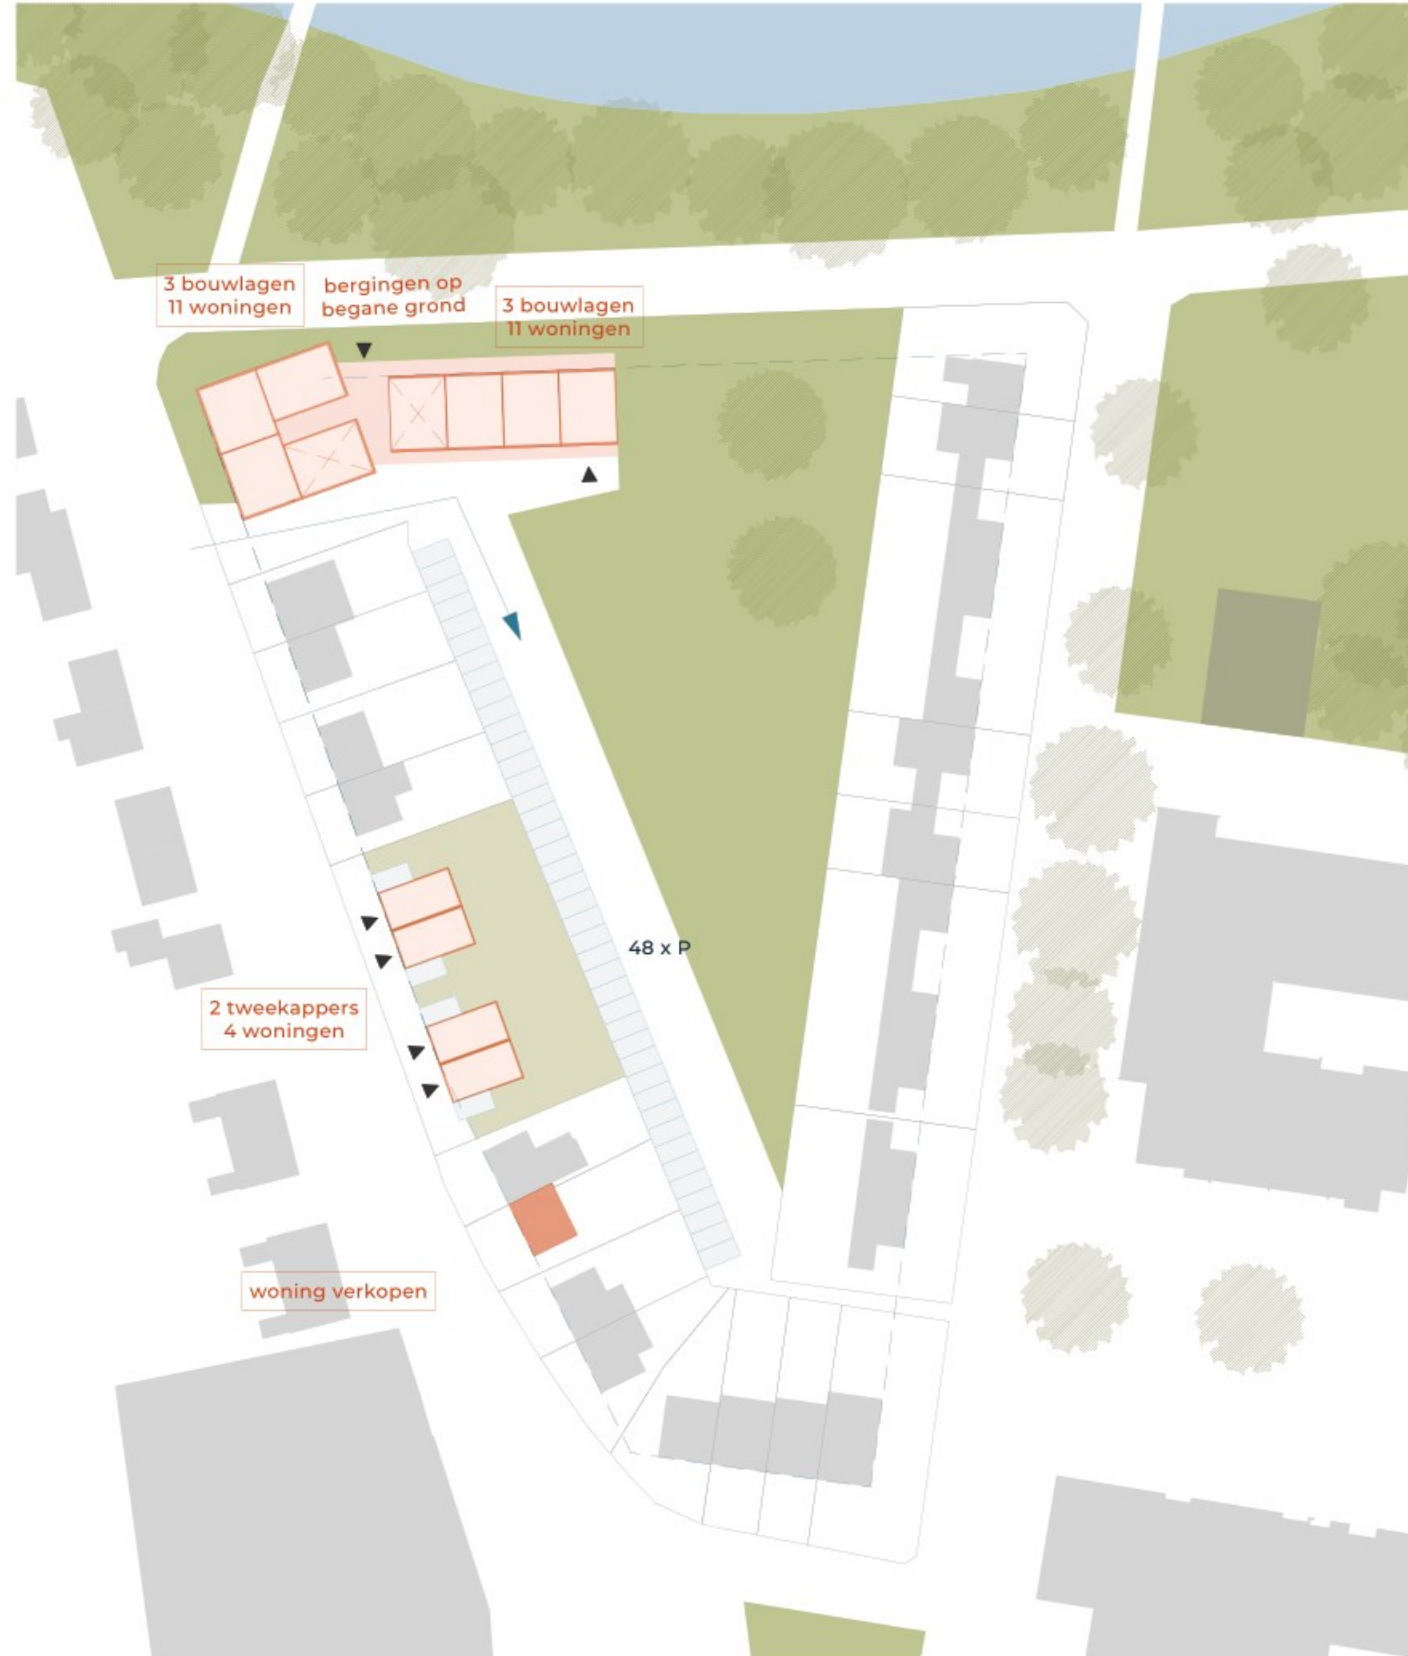 3 bouwlagen
11 woningen
bergingen op
begane grond
3 bouwlagen
11 woningen
48 x P
2 tweekappers
4 woningen
woning verkopen